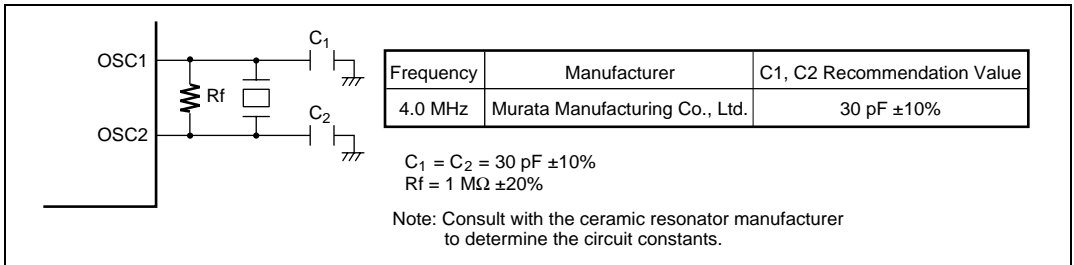 OSC1
OSC2
Rf
C1
C2
Frequency Manufacturer C1, C2 Recommendation Value
4.0 MHz Murata Manufacturing Co., Ltd. 30 pF ±10%
C1 = C2 = 30 pF ±10%
Rf = 1 MΩ ±20%
Note: Consult with the ceramic resonator manufacturer
to determine the circuit constants.